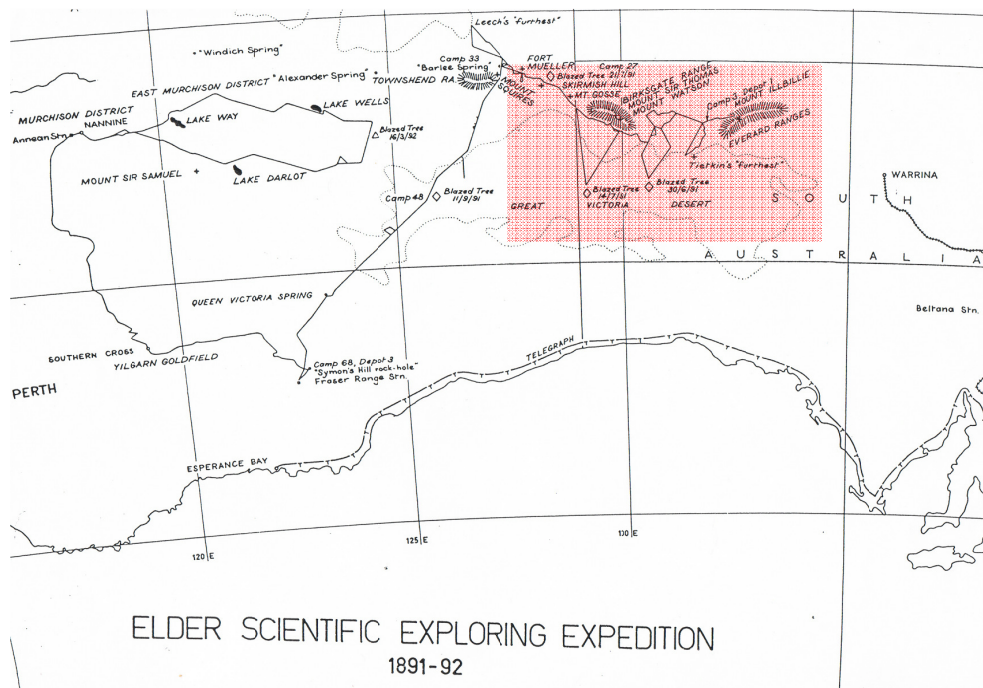 Leech's "furthest"
"Windich Spring"
Camp 33
"Barlee Spring"
FORT
MUELLER
Camp 27
Blazed Tree 21/7/91
SKIRMISH HILL
MT. GOSSE
EAST MURCHISON DISTRICT
"Alexander Spring"
TOWNSHEND RA.
MOUNT
SQUIRES
BIRKSGATE RANGE
MOUNT SIR THOMAS
MOUNT WATSON
Camp 3, Depot 1
MOUNT ILLBILLIE
EVERARD RANGES
MURCHISON DISTRICT
NANNINE
Annean Stn.
LAKE WAY
LAKE WELLS
Blazed Tree
16/3/92
Tietkin's "furthest"
MOUNT SIR SAMUEL
LAKE DARLOT
Camp 48
Blazed Tree
11/9/91
Blazed Tree
14/7/91
Blazed Tree
30/6/91
GREAT VICTORIA DESERT
WARRINA
SOUTH
AUSTRALIA
QUEEN VICTORIA SPRING
Beltana Stn.
SOUTHERN CROSS
YILGARN GOLDFIELD
TELEGRAPH
Camp 68, Depot 3
"Symon's Hill rock-hole"
Fraser Range Stn.
PERTH
ESPERANCE BAY
120 E
125 E
130 E
ELDER SCIENTIFIC EXPLORING EXPEDITION
1891-92